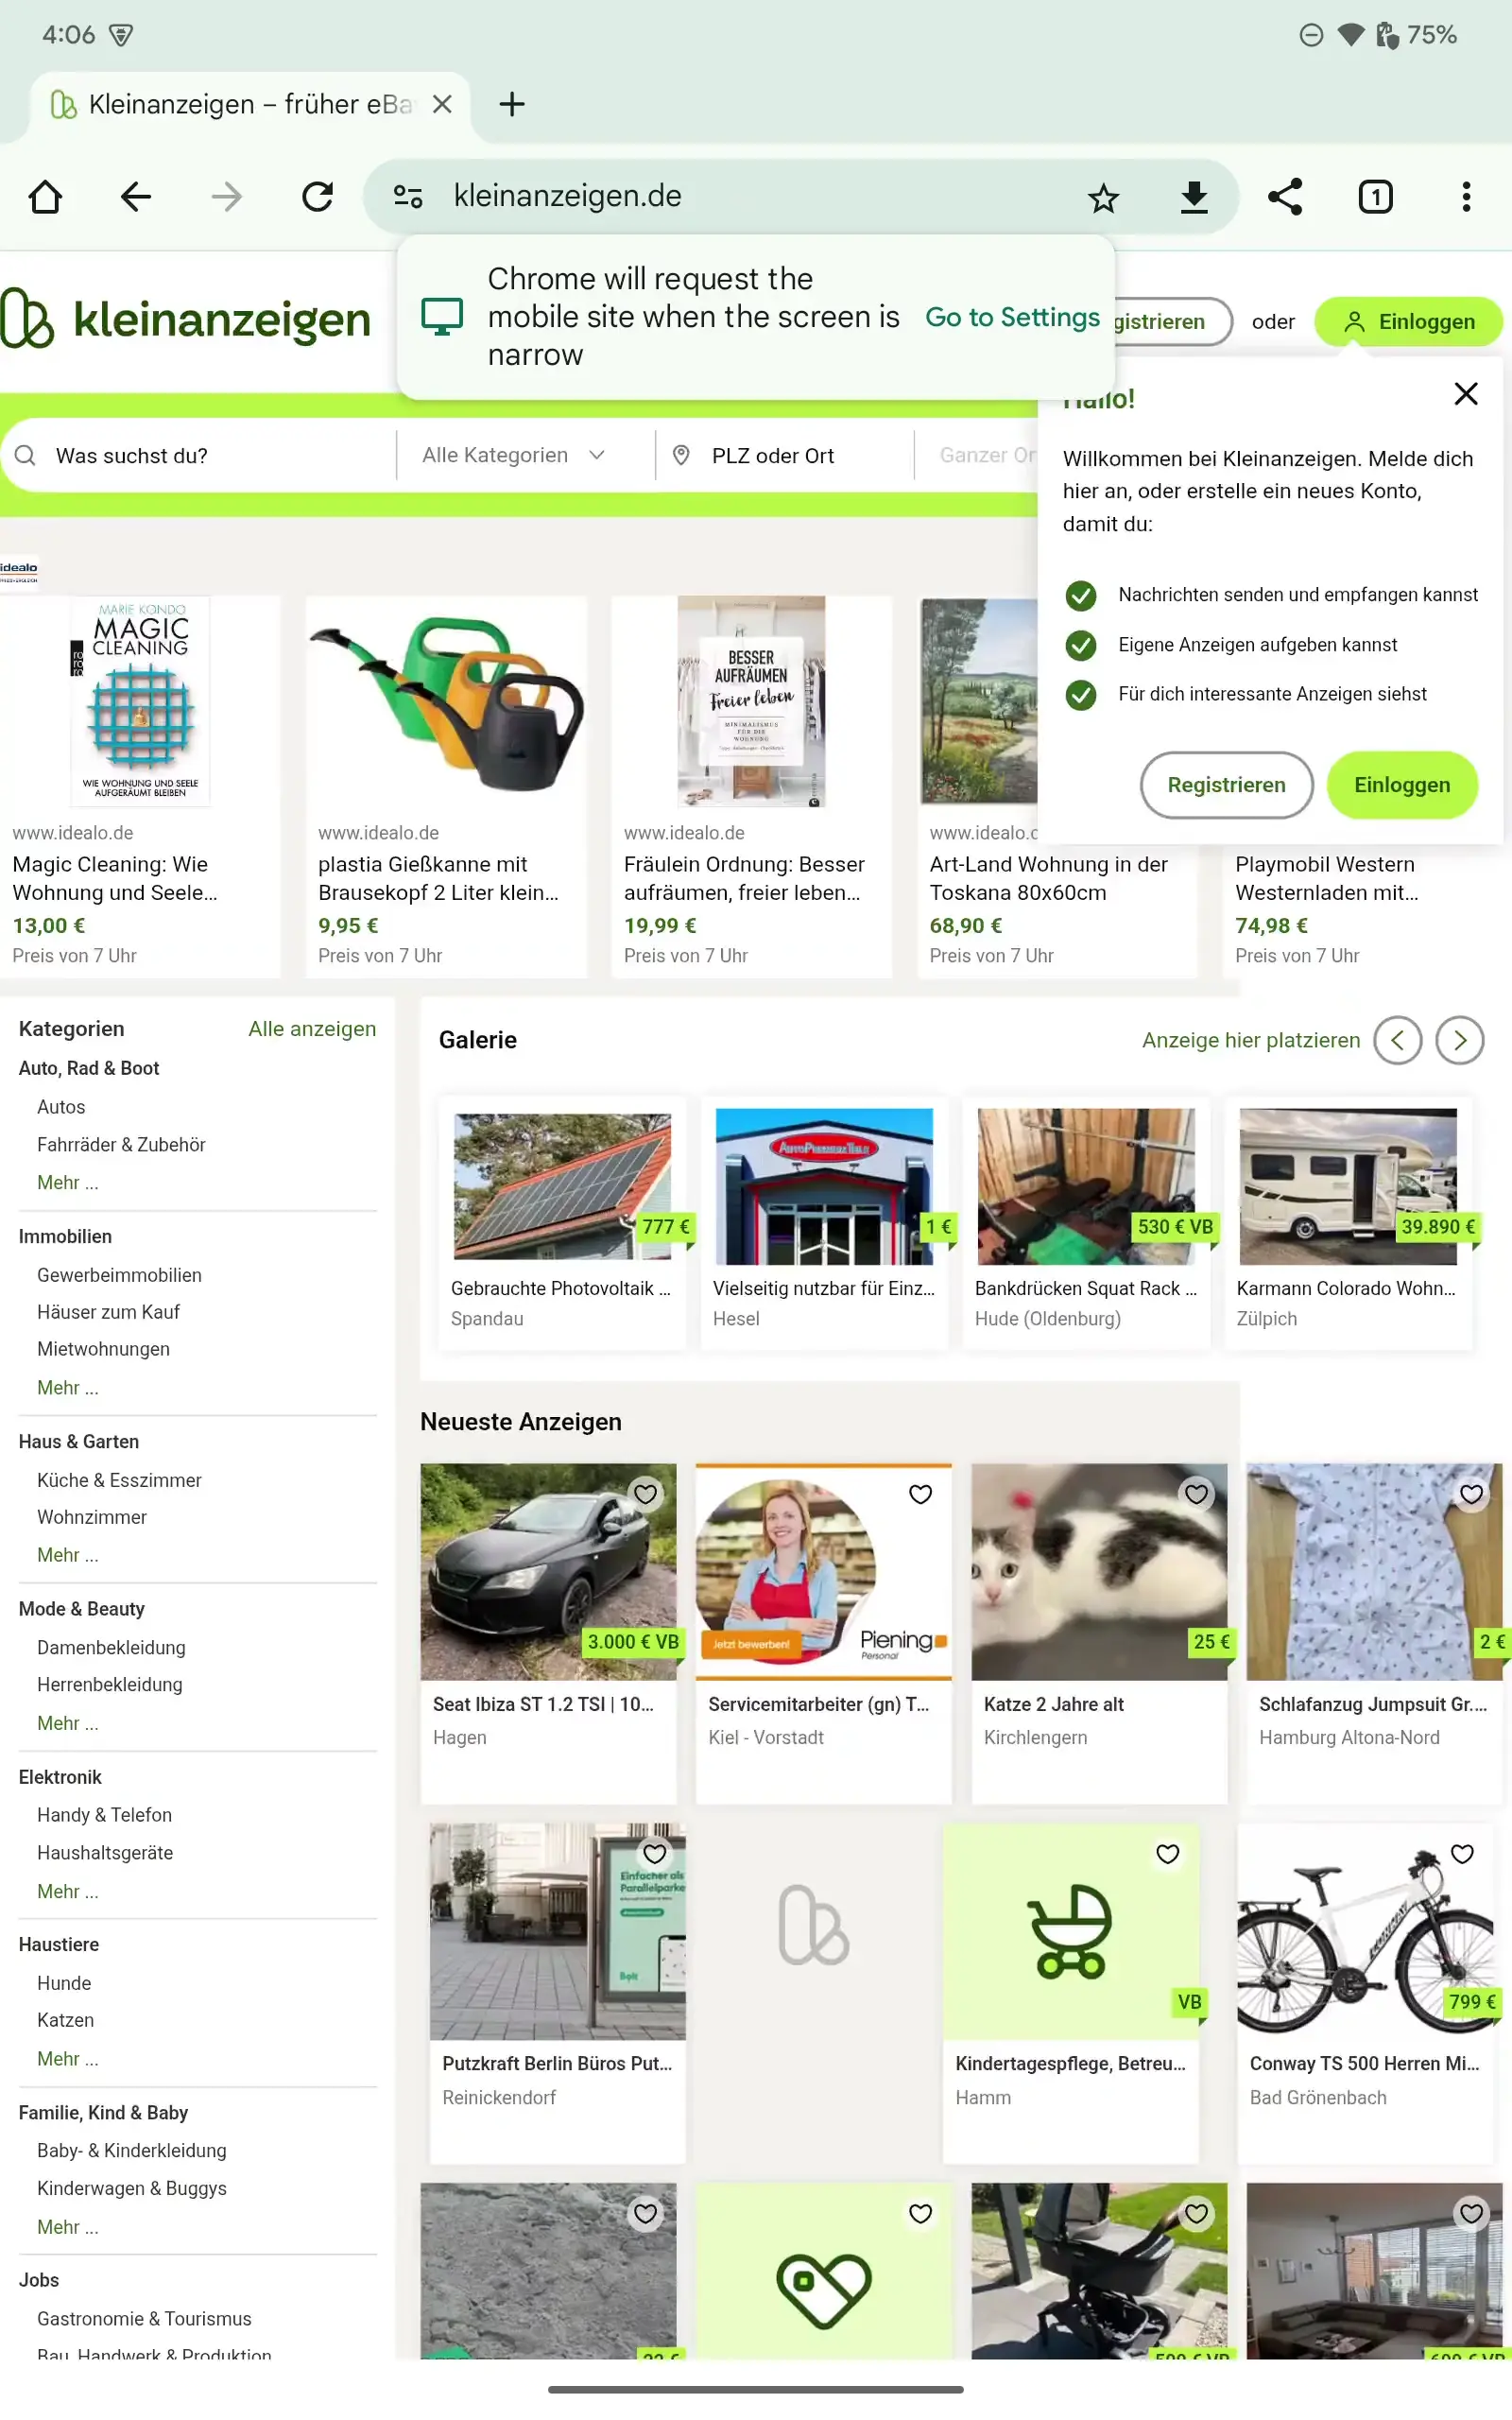 4:06
75%
Kleinanzeigen – früher eBa
kleinanzeigen.de
1
Chrome will request the
mobile site when the screen is
narrow
Go to Settings
kleinanzeigen
gistrieren
oder
Einloggen
Hallo!
Was suchst du?
Alle Kategorien
PLZ oder Ort
Ganzer Or
Willkommen bei Kleinanzeigen. Melde dich
hier an, oder erstelle ein neues Konto,
damit du:
Nachrichten senden und empfangen kannst
Eigene Anzeigen aufgeben kannst
Für dich interessante Anzeigen siehst
Registrieren
Einloggen
idealo
MARIE KONDO
MAGIC
CLEANING
ro
ro
ro
WIE WOHNUNG UND SEELE
AUFGERÄUMT BLEIBEN
BESSER
AUFRÄUMEN,
Freier leben
MINIMALISMUS
FÜR DIE
WOHNUNG
www.idealo.de
Magic Cleaning: Wie
Wohnung und Seele...
13,00 €
Preis von 7 Uhr
www.idealo.de
plastia Gießkanne mit
Brausekopf 2 Liter klein...
9,95 €
Preis von 7 Uhr
www.idealo.de
Fräulein Ordnung: Besser
aufräumen, freier leben...
19,99 €
Preis von 7 Uhr
www.idealo.d
Art-Land Wohnung in der
Toskana 80x60cm
68,90 €
Preis von 7 Uhr
Playmobil Western
Westernladen mit...
74,98 €
Preis von 7 Uhr
Kategorien
Alle anzeigen
Auto, Rad & Boot
Autos
Fahrräder & Zubehör
Mehr ...
Immobilien
Gewerbeimmobilien
Häuser zum Kauf
Mietwohnungen
Mehr ...
Haus & Garten
Küche & Esszimmer
Wohnzimmer
Mehr ...
Mode & Beauty
Damenbekleidung
Herrenbekleidung
Mehr ...
Elektronik
Handy & Telefon
Haushaltsgeräte
Mehr ...
Haustiere
Hunde
Katzen
Mehr ...
Familie, Kind & Baby
Baby- & Kinderkleidung
Kinderwagen & Buggys
Mehr ...
Jobs
Gastronomie & Tourismus
Bau, Handwerk & Produktion
Galerie
Anzeige hier platzieren
777 €
Gebrauchte Photovoltaik ...
Spandau
1 €
Vielseitig nutzbar für Einz...
Hesel
530 € VB
Bankdrücken Squat Rack ...
Hude (Oldenburg)
39.890 €
Karmann Colorado Wohn...
Zülpich
Neueste Anzeigen
3.000 € VB
Seat Ibiza ST 1.2 TSI | 10...
Hagen
Jetzt bewerben!
Piening
Personal
Servicemitarbeiter (gn) T...
Kiel - Vorstadt
25 €
Katze 2 Jahre alt
Kirchlengern
2 €
Schlafanzug Jumpsuit Gr....
Hamburg Altona-Nord
Einfacher als
Parallelparke
Bolt
Putzkraft Berlin Büros Put...
Reinickendorf
VB
Kindertagespflege, Betreu...
Hamm
CONWAY
799 €
Conway TS 500 Herren Mi...
Bad Grönenbach